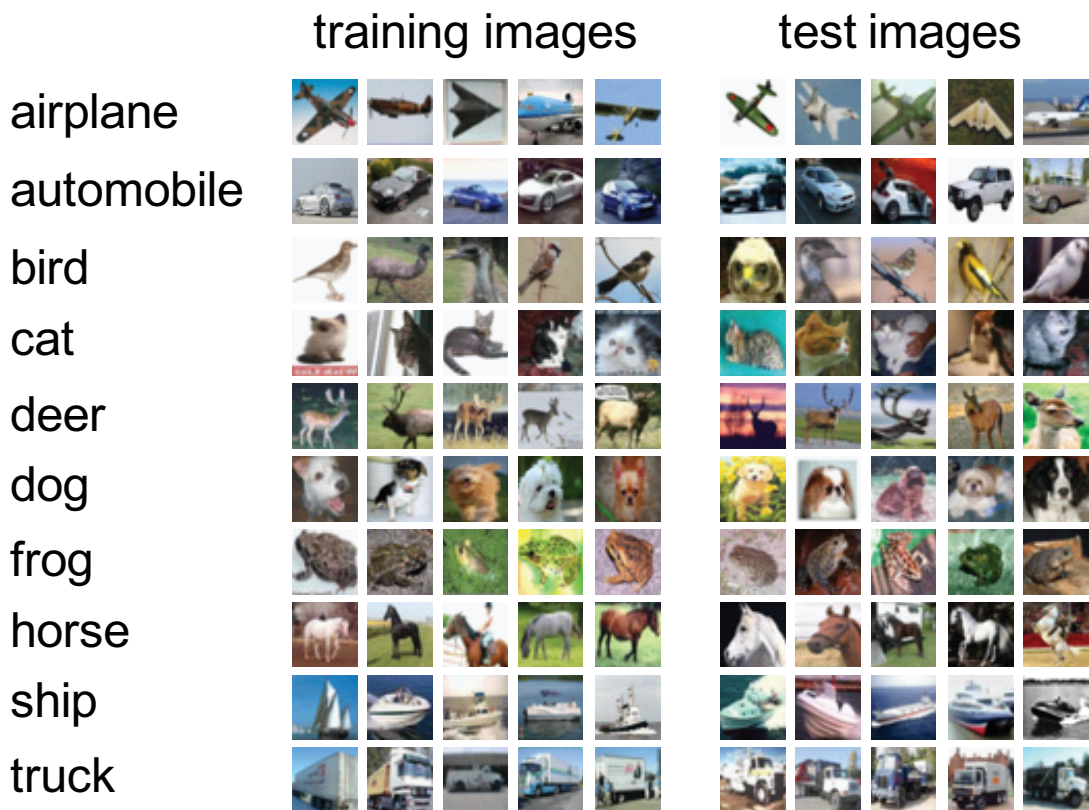 training images
test images
airplane
automobile
bird
cat
deer
dog
frog
horse
ship
truck